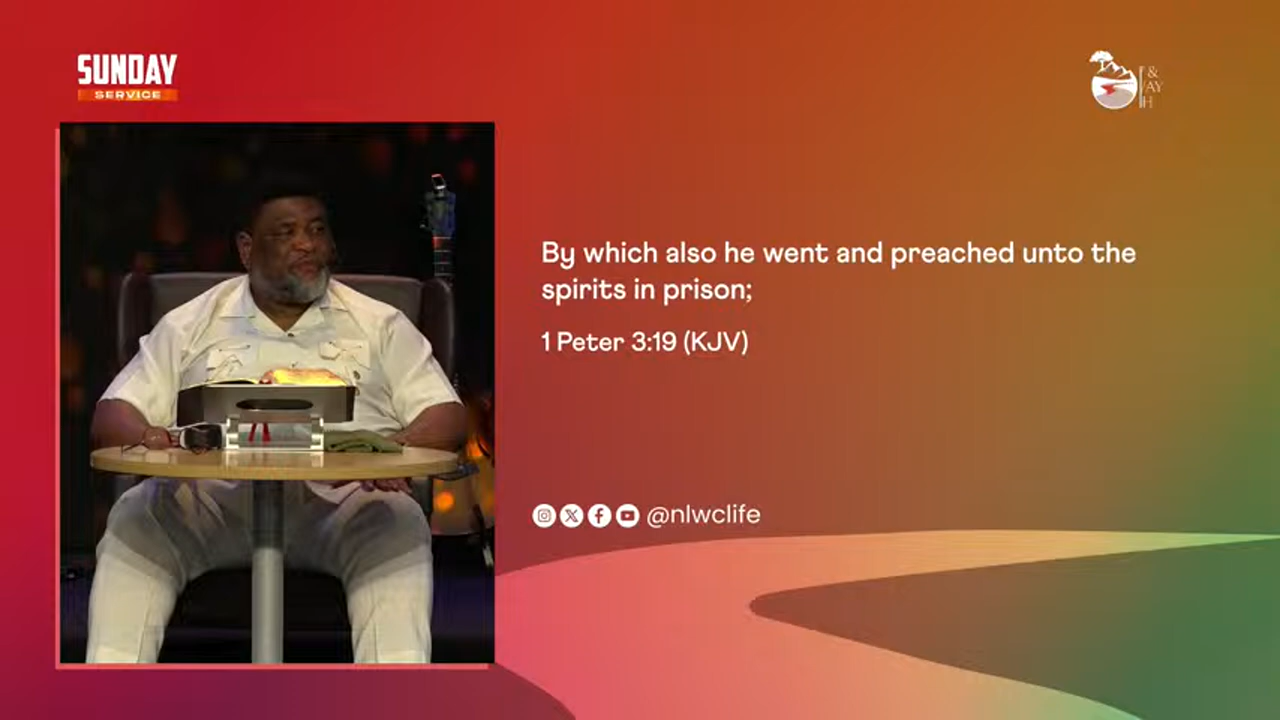 SUNDAY
SERVICE
&
AY
H
By which also he went and preached unto the
spirits in prison;
1 Peter 3:19 (KJV)
@nlwclife